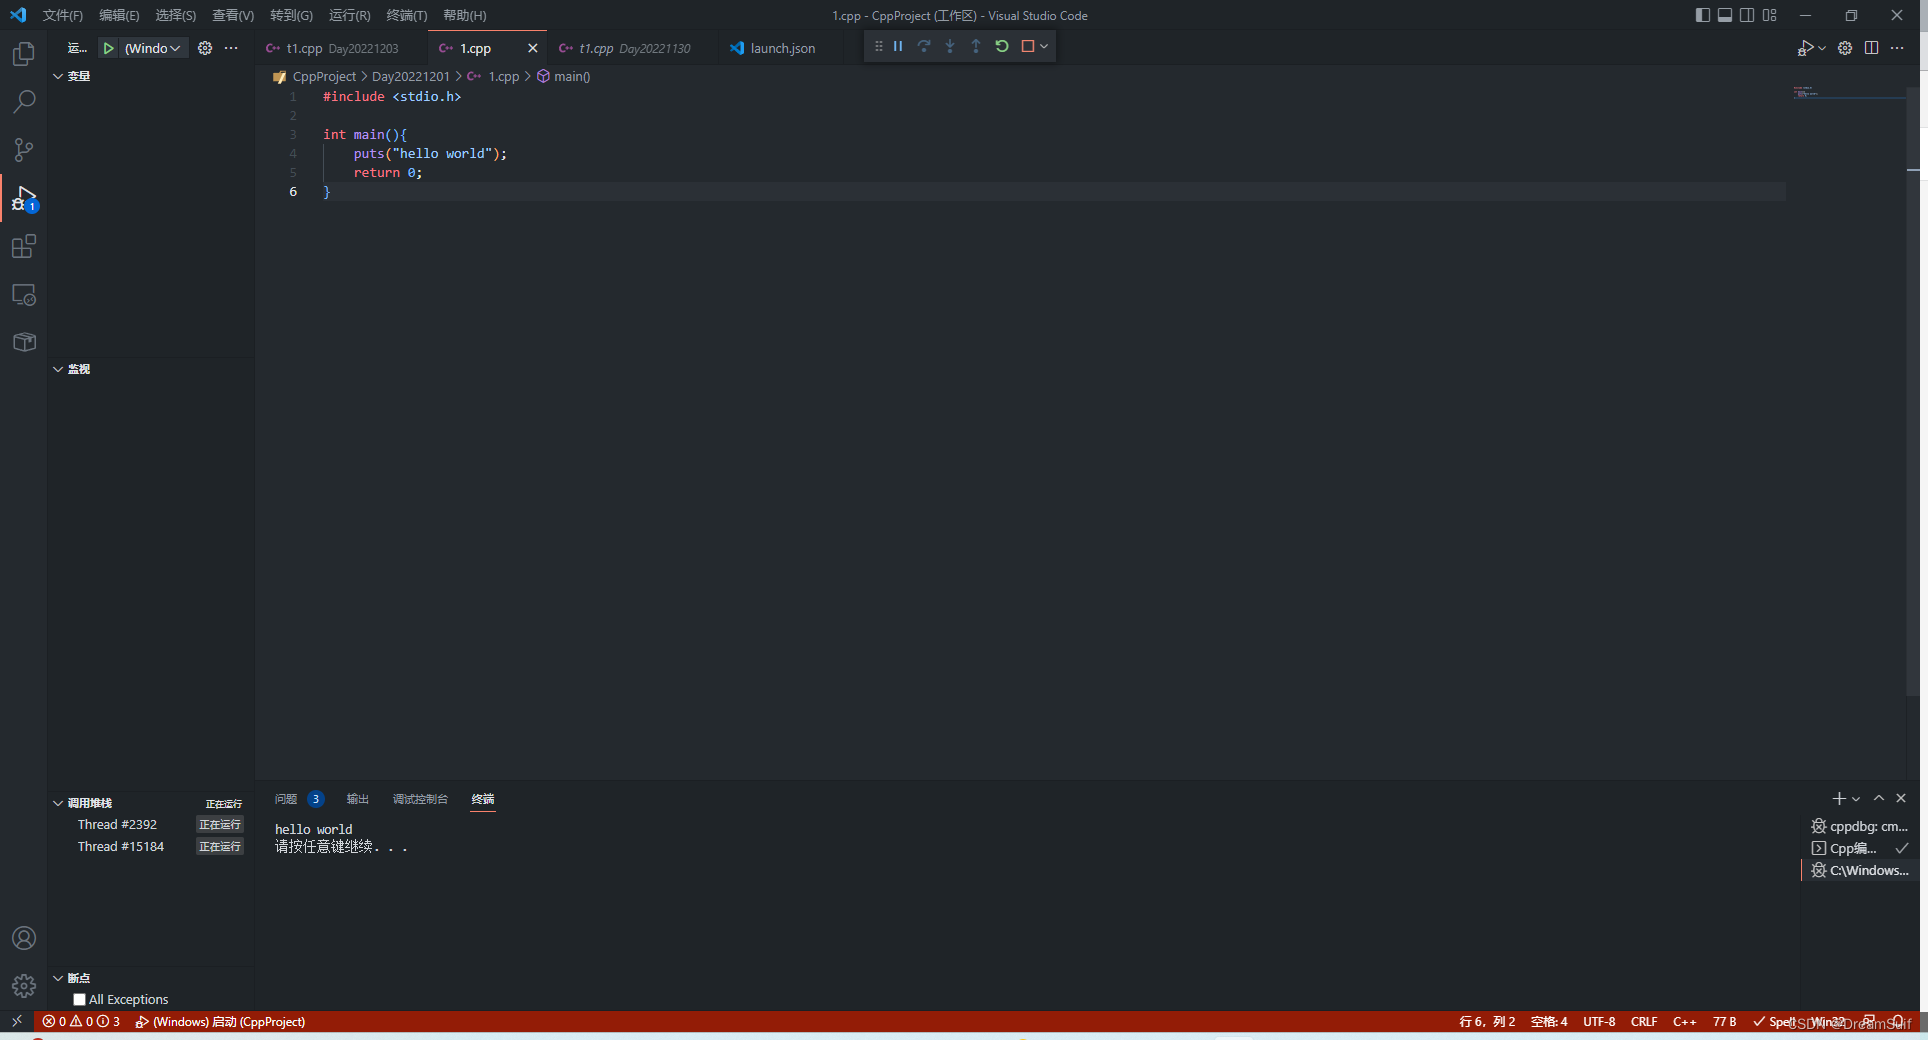 文件(F) 编辑(E) 选择(S) 查看(V) 转到(G) 运行(R) 终端(T) 帮助(H) 1.cpp - CppProject (工作区) - Visual Studio Code
运... (Windo t1.cpp Day20221203 1.cpp t1.cpp Day20221130 launch.json
变量
CppProject > Day20221201 > 1.cpp > main()
1 #include <stdio.h>
2
3 int main(){
4 puts("hello world");
5 return 0;
6 }
1
监视
调用堆栈 正在运行
Thread #2392 正在运行
Thread #15184 正在运行
问题 3 输出 调试控制台 终端
hello world
请按任意键继续. . .
cppdbg: cm...
Cpp编...
C:\Windows...
断点
All Exceptions
0 0 3 (Windows) 启动 (CppProject) 行 6，列 2 空格: 4 UTF-8 CRLF C++ 77 B Spell Win32
CSDN @DreamSuif